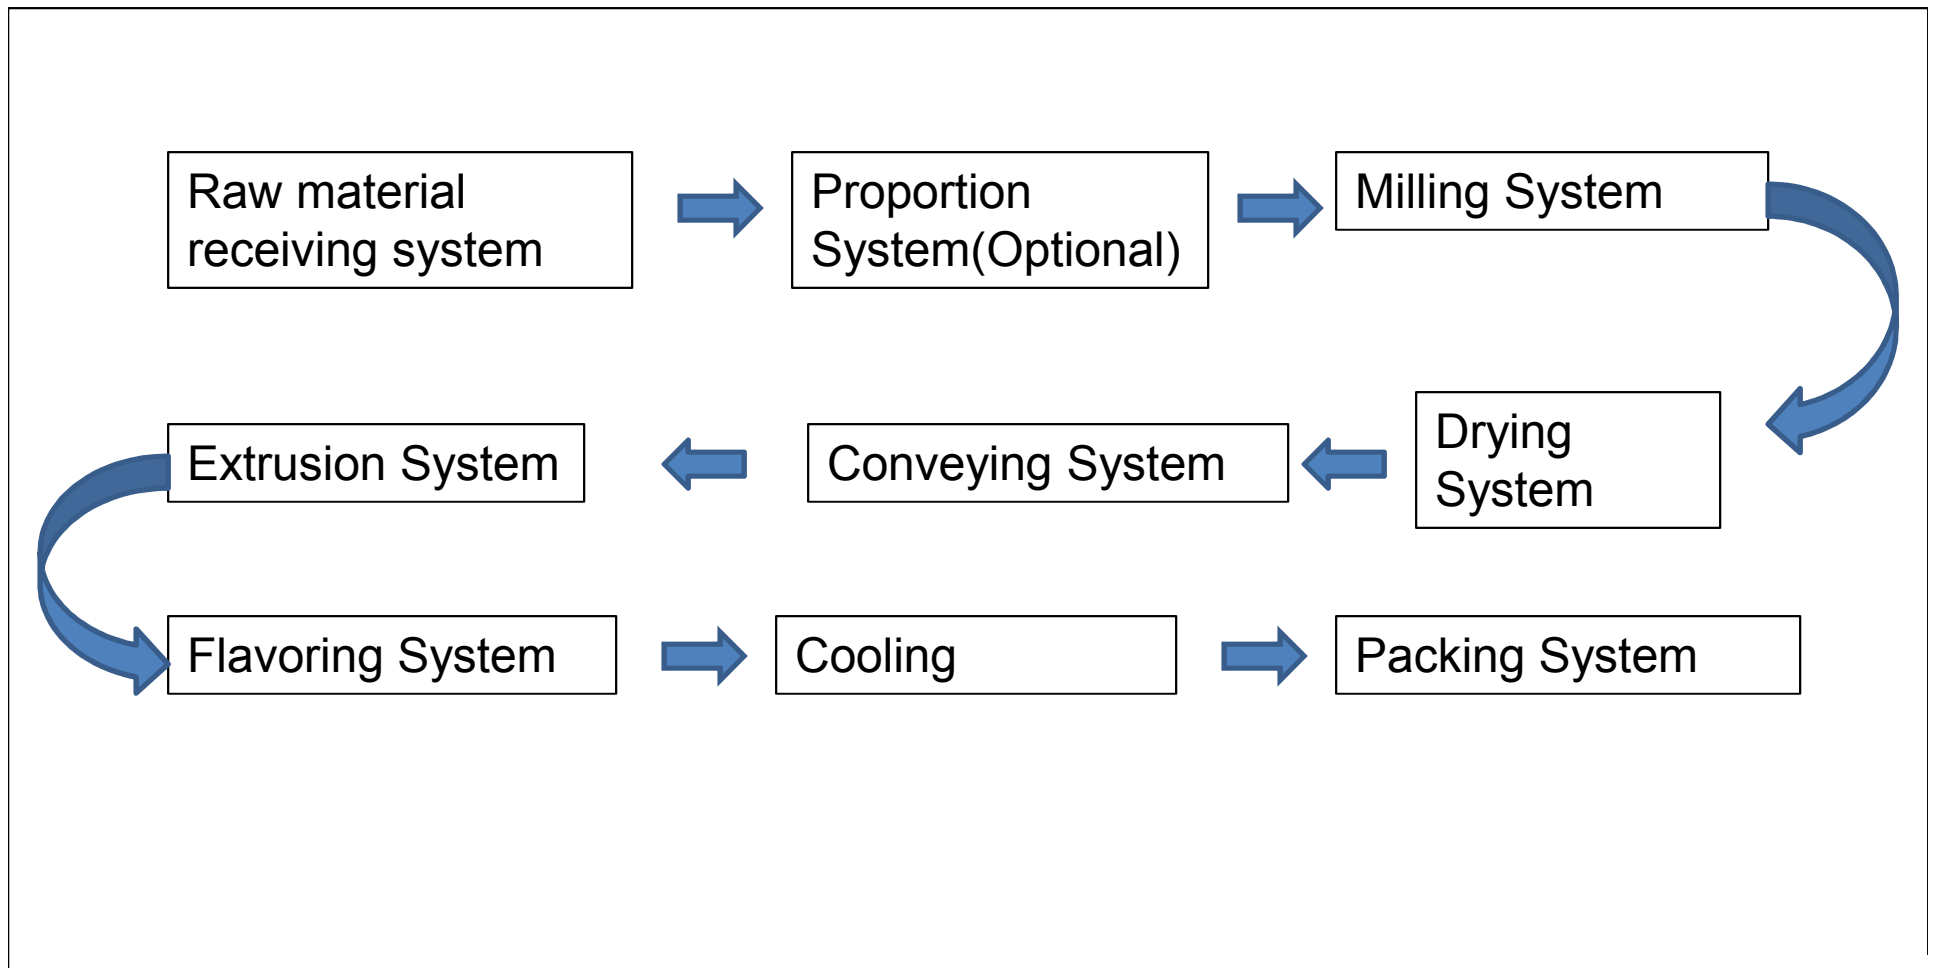 Raw material
receiving system
Proportion
System(Optional)
Milling System
Drying
System
Conveying System
Extrusion System
Flavoring System
Cooling
Packing System